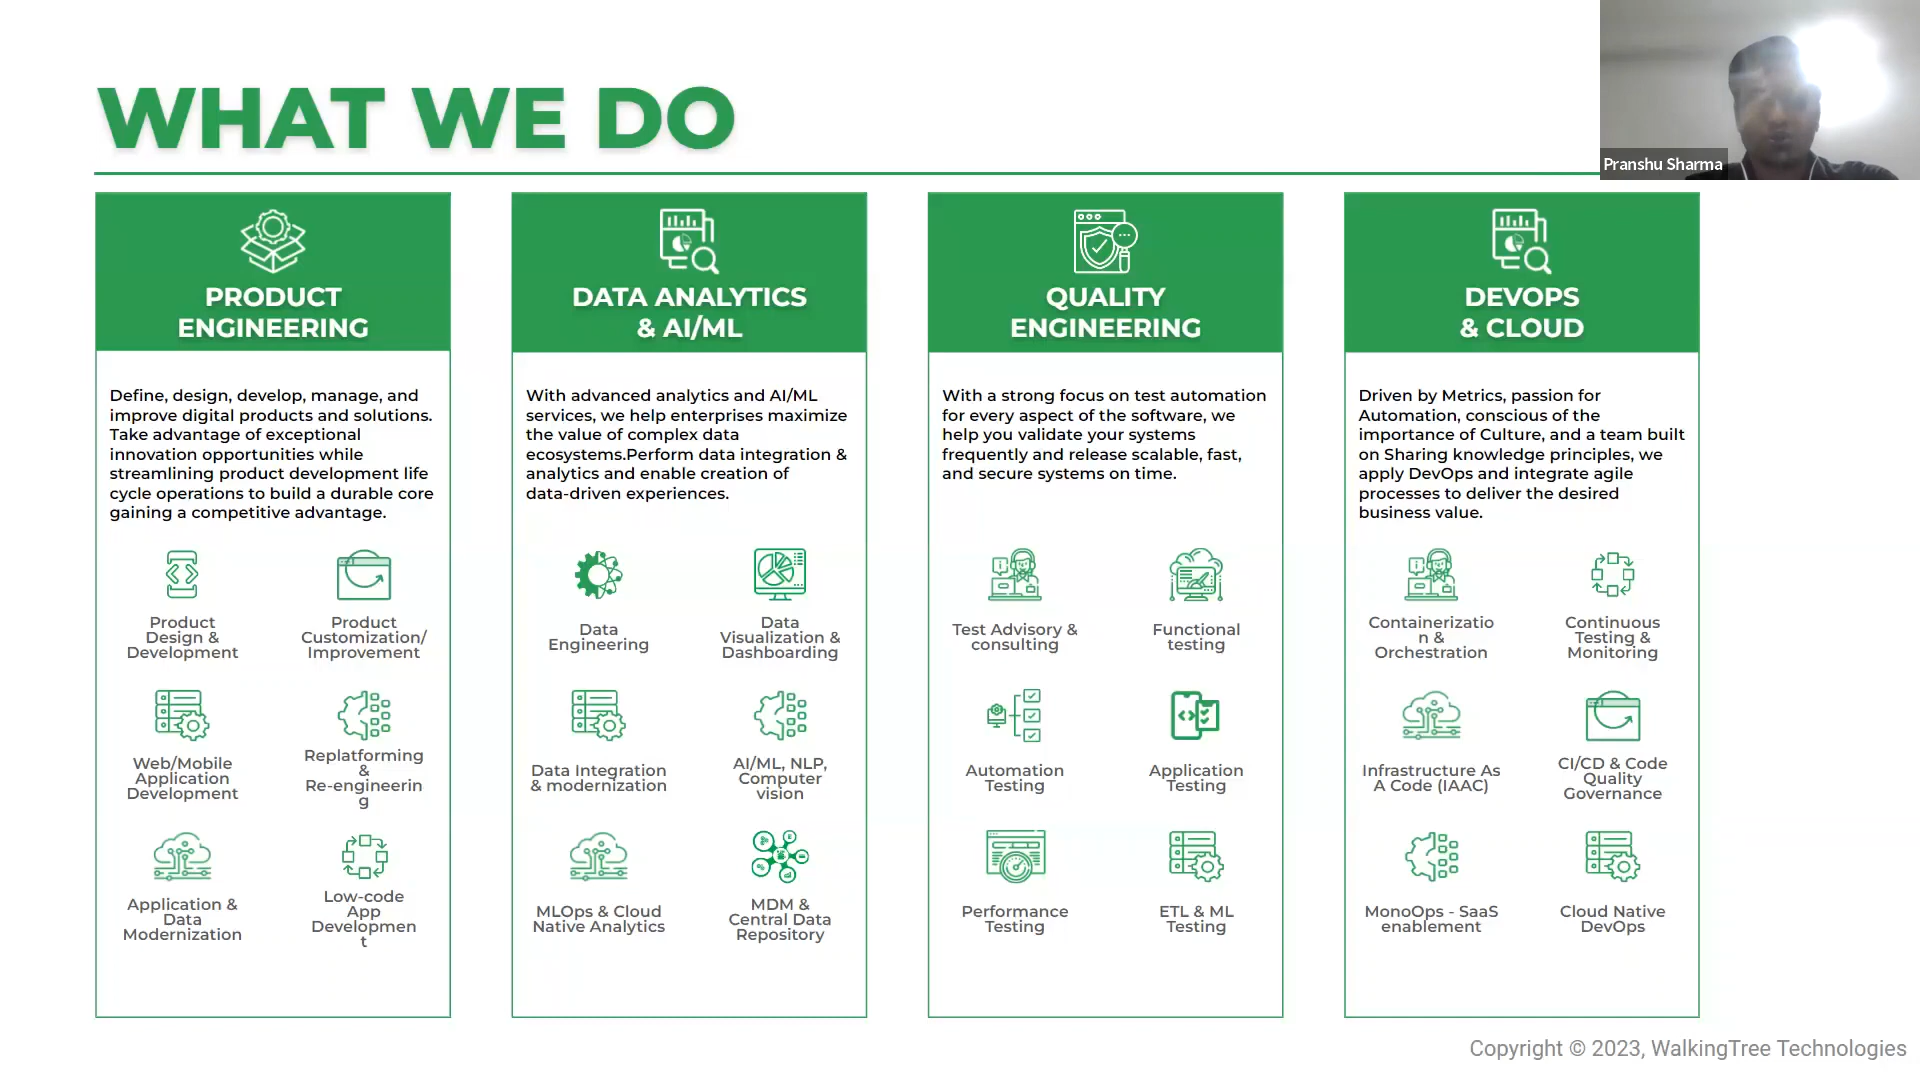 WHAT WE DO
Pranshu Sharma
PRODUCT
ENGINEERING
Define, design, develop, manage, and
improve digital products and solutions.
Take advantage of exceptional
innovation opportunities while
streamlining product development life
cycle operations to build a durable core
gaining a competitive advantage.
Product
Design &
Development
Product
Customization/
Improvement
Web/Mobile
Application
Development
Replatforming
&
Re-engineerin
g
Application &
Data
Modernization
Low-code
App
Developmen
t
DATA ANALYTICS
& AI/ML
With advanced analytics and AI/ML
services, we help enterprises maximize
the value of complex data
ecosystems.Perform data integration &
analytics and enable creation of
data-driven experiences.
Data
Engineering
Data
Visualization &
Dashboarding
Data Integration
& modernization
AI/ML, NLP,
Computer
vision
MLOps & Cloud
Native Analytics
MDM &
Central Data
Repository
QUALITY
ENGINEERING
With a strong focus on test automation
for every aspect of the software, we
help you validate your systems
frequently and release scalable, fast,
and secure systems on time.
Test Advisory &
consulting
Functional
testing
Automation
Testing
Application
Testing
Performance
Testing
ETL & ML
Testing
DEVOPS
& CLOUD
Driven by Metrics, passion for
Automation, conscious of the
importance of Culture, and a team built
on Sharing knowledge principles, we
apply DevOps and integrate agile
processes to deliver the desired
business value.
Containerizatio
n &
Orchestration
Continuous
Testing &
Monitoring
Infrastructure As
A Code (IAAC)
CI/CD & Code
Quality
Governance
MonoOps - SaaS
enablement
Cloud Native
DevOps
Copyright © 2023, WalkingTree Technologies